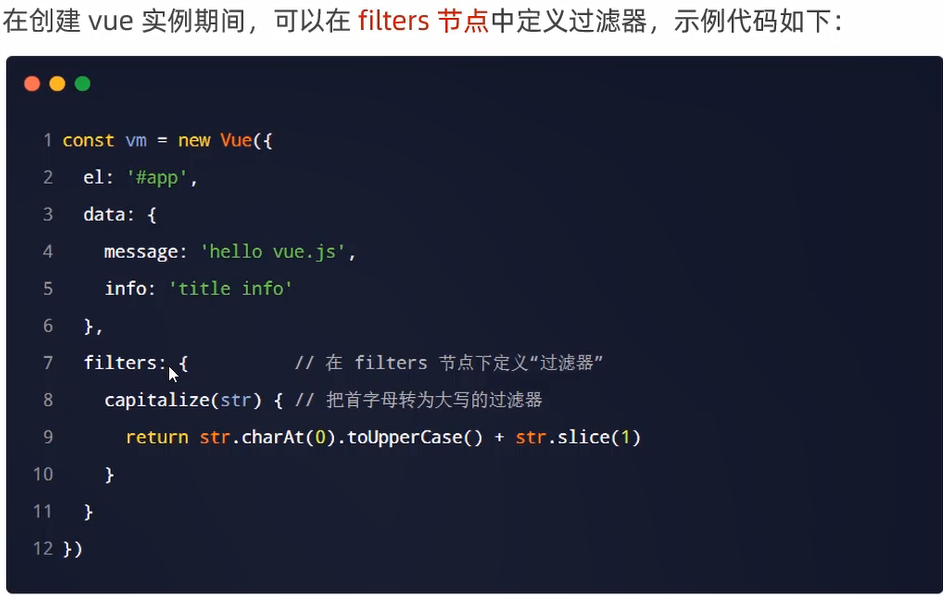 在创建 vue 实例期间，可以在 filters 节点中定义过滤器，示例代码如下：
1 const vm = new Vue({
2   el: '#app',
3   data: {
4     message: 'hello vue.js',
5     info: 'title info'
6   },
7   filters: {          // 在 filters 节点下定义“过滤器”
8     capitalize(str) { // 把首字母转为大写的过滤器
9       return str.charAt(0).toUpperCase() + str.slice(1)
10     }
11   }
12 })